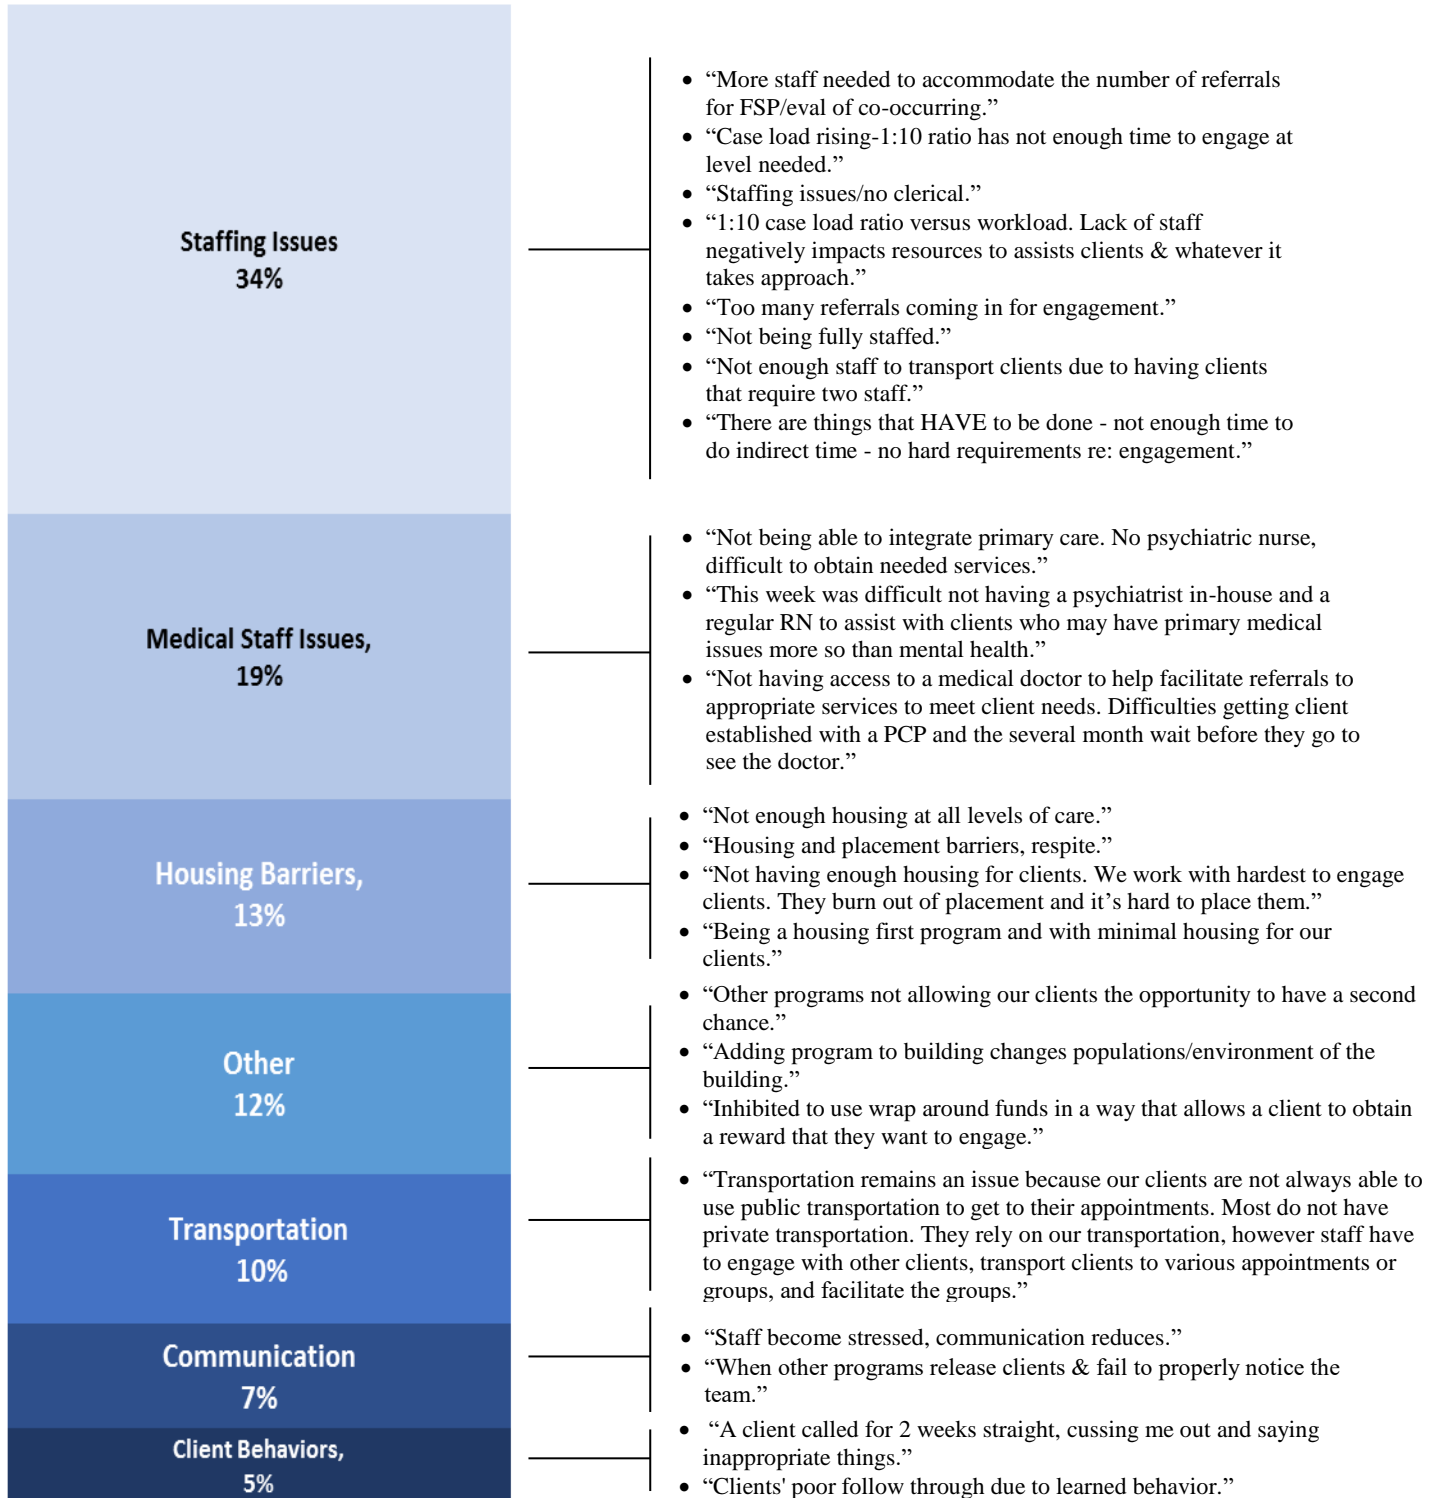 Staffing Issues
34%
• “More staff needed to accommodate the number of referrals
for FSP/eval of co-occurring.”
• “Case load rising-1:10 ratio has not enough time to engage at
level needed.”
• “Staffing issues/no clerical.”
• “1:10 case load ratio versus workload. Lack of staff
negatively impacts resources to assists clients & whatever it
takes approach.”
• “Too many referrals coming in for engagement.”
• “Not being fully staffed.”
• “Not enough staff to transport clients due to having clients
that require two staff.”
• “There are things that HAVE to be done - not enough time to
do indirect time - no hard requirements re: engagement.”
Medical Staff Issues,
19%
• “Not being able to integrate primary care. No psychiatric nurse,
difficult to obtain needed services.”
• “This week was difficult not having a psychiatrist in-house and a
regular RN to assist with clients who may have primary medical
issues more so than mental health.”
• “Not having access to a medical doctor to help facilitate referrals to
appropriate services to meet client needs. Difficulties getting client
established with a PCP and the several month wait before they go to
see the doctor.”
Housing Barriers,
13%
• “Not enough housing at all levels of care.”
• “Housing and placement barriers, respite.”
• “Not having enough housing for clients. We work with hardest to engage
clients. They burn out of placement and it’s hard to place them.”
• “Being a housing first program and with minimal housing for our
clients.”
Other
12%
• “Other programs not allowing our clients the opportunity to have a second
chance.”
• “Adding program to building changes populations/environment of the
building.”
• “Inhibited to use wrap around funds in a way that allows a client to obtain
a reward that they want to engage.”
Transportation
10%
• “Transportation remains an issue because our clients are not always able to
use public transportation to get to their appointments. Most do not have
private transportation. They rely on our transportation, however staff have
to engage with other clients, transport clients to various appointments or
groups, and facilitate the groups.”
Communication
7%
• “Staff become stressed, communication reduces.”
• “When other programs release clients & fail to properly notice the
team.”
Client Behaviors,
5%
• “A client called for 2 weeks straight, cussing me out and saying
inappropriate things.”
• “Clients' poor follow through due to learned behavior.”